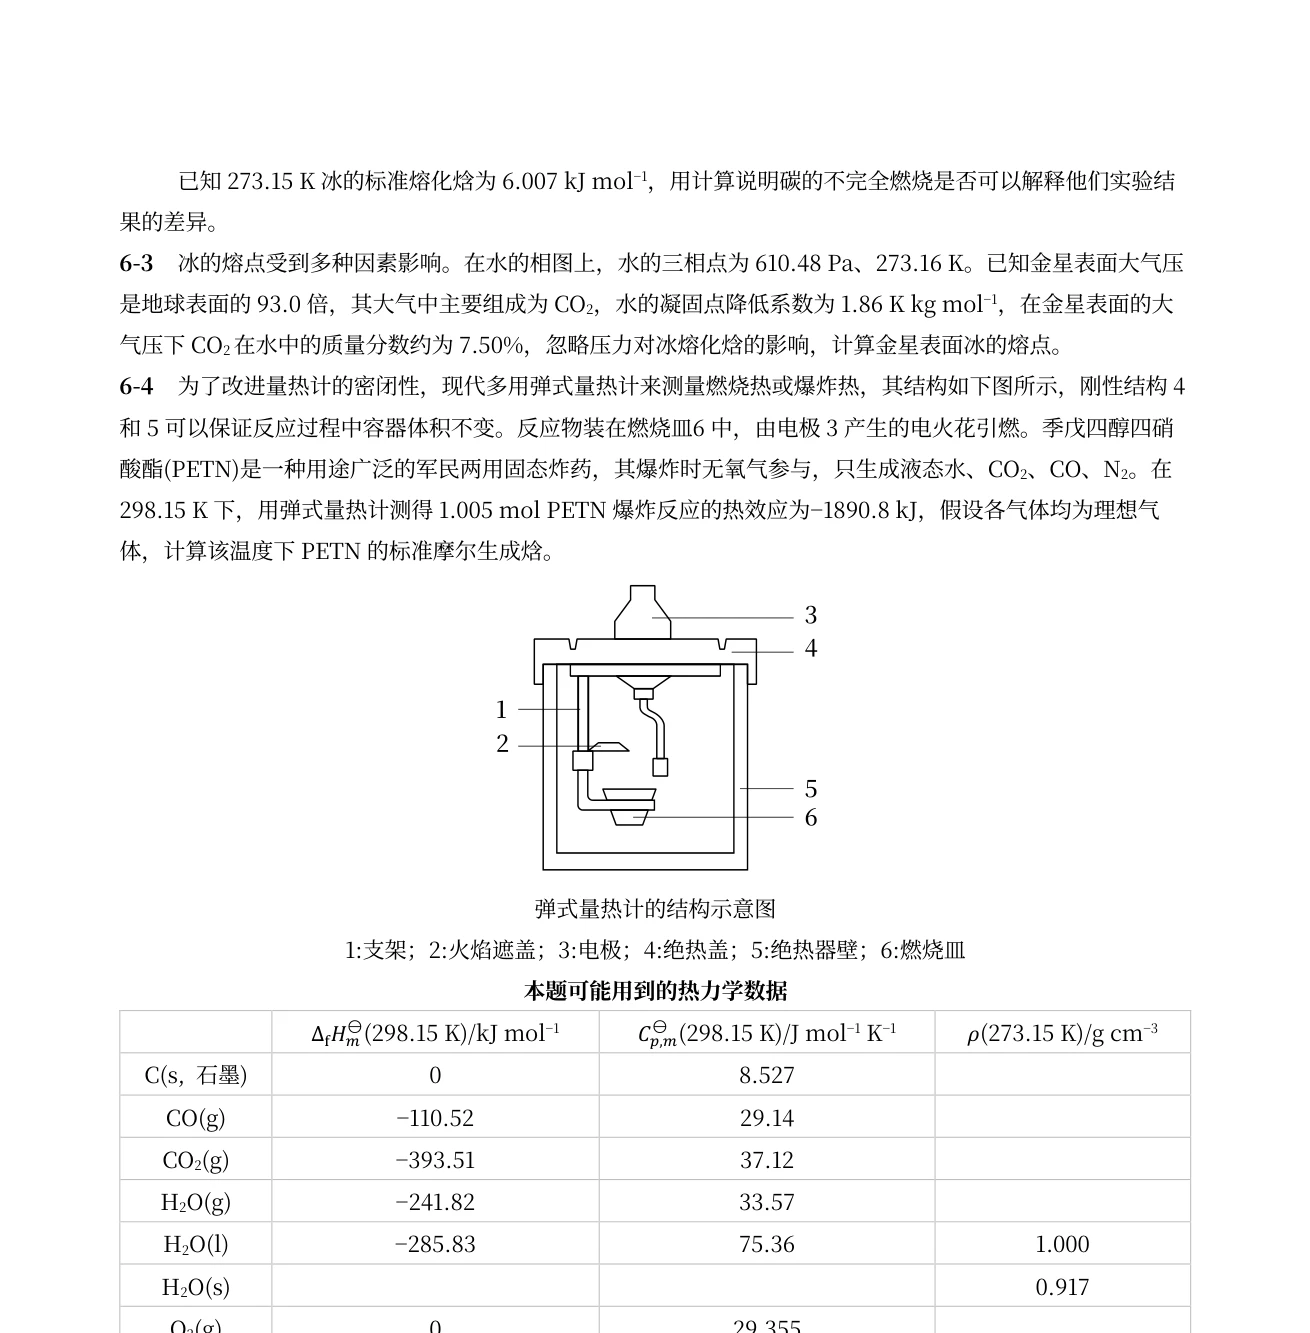 已知 273.15 K 冰的标准熔化焓为 6.007 kJ mol⁻¹，用计算说明碳的不完全燃烧是否可以解释他们实验结
果的差异。
6-3 冰的熔点受到多种因素影响。在水的相图上，水的三相点为 610.48 Pa、273.16 K。已知金星表面大气压
是地球表面的 93.0 倍，其大气中主要组成为 CO₂，水的凝固点降低系数为 1.86 K kg mol⁻¹，在金星表面的大
气压下 CO₂ 在水中的质量分数约为 7.50%，忽略压力对冰熔化焓的影响，计算金星表面冰的熔点。
6-4 为了改进量热计的密闭性，现代多用弹式量热计来测量燃烧热或爆炸热，其结构如下图所示，刚性结构 4
和 5 可以保证反应过程中容器体积不变。反应物装在燃烧皿6 中，由电极 3 产生的电火花引燃。季戊四醇四硝
酸酯(PETN)是一种用途广泛的军民两用固态炸药，其爆炸时无氧气参与，只生成液态水、CO₂、CO、N₂。在
298.15 K 下，用弹式量热计测得 1.005 mol PETN 爆炸反应的热效应为−1890.8 kJ，假设各气体均为理想气
体，计算该温度下 PETN 的标准摩尔生成焓。
3
4
1
2
5
6
弹式量热计的结构示意图
1:支架；2:火焰遮盖；3:电极；4:绝热盖；5:绝热器壁；6:燃烧皿
本题可能用到的热力学数据
ΔfHm⊖(298.15 K)/kJ mol⁻¹ Cp,m⊖(298.15 K)/J mol⁻¹ K⁻¹ ρ(273.15 K)/g cm⁻³
C(s，石墨) 0 8.527
CO(g) −110.52 29.14
CO₂(g) −393.51 37.12
H₂O(g) −241.82 33.57
H₂O(l) −285.83 75.36 1.000
H₂O(s) 0.917
O₂(g) 0 29.355